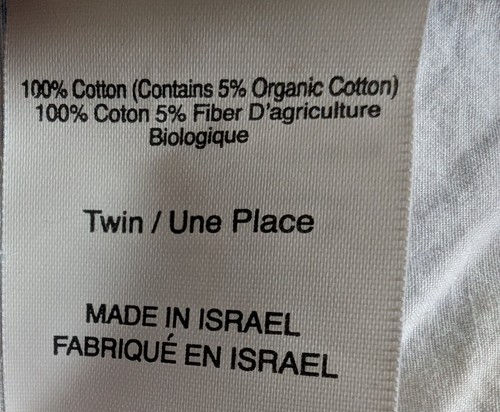 100% Cotton (Contains 5% Organic Cotton)
100% Coton 5% Fiber D'agriculture
Biologique
Twin / Une Place
MADE IN ISRAEL
FABRIQUÉ EN ISRAEL